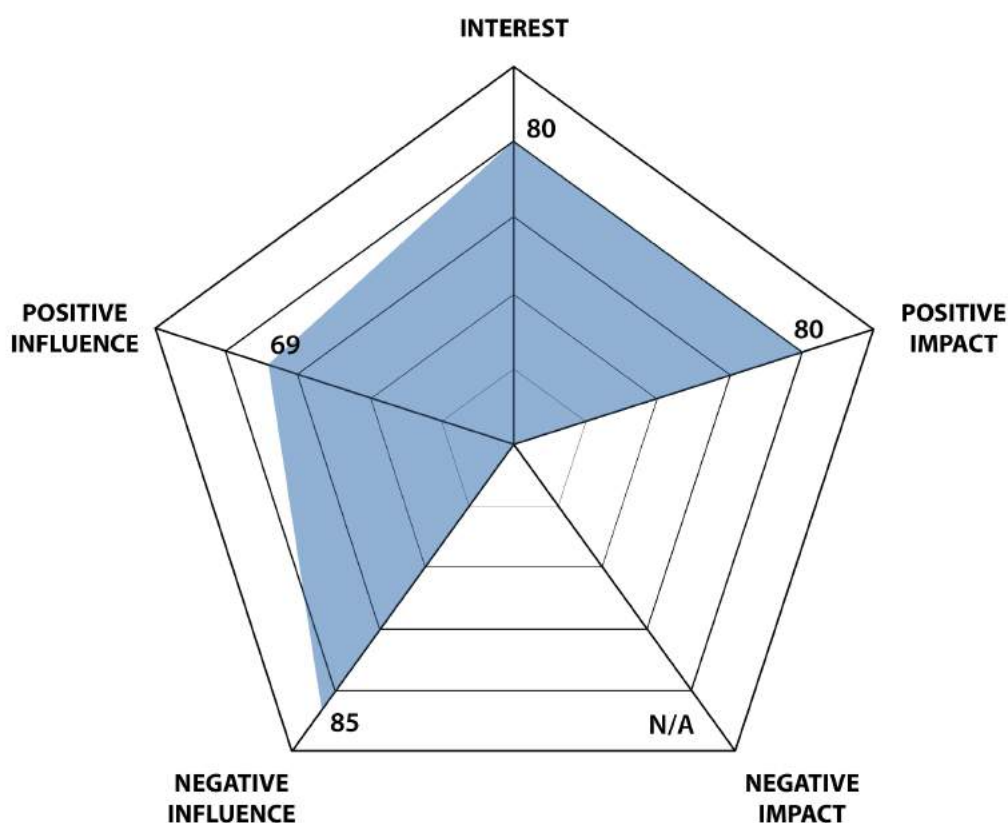 INTEREST
80
POSITIVE
INFLUENCE
69
80
POSITIVE
IMPACT
85
N/A
NEGATIVE
INFLUENCE
NEGATIVE
IMPACT